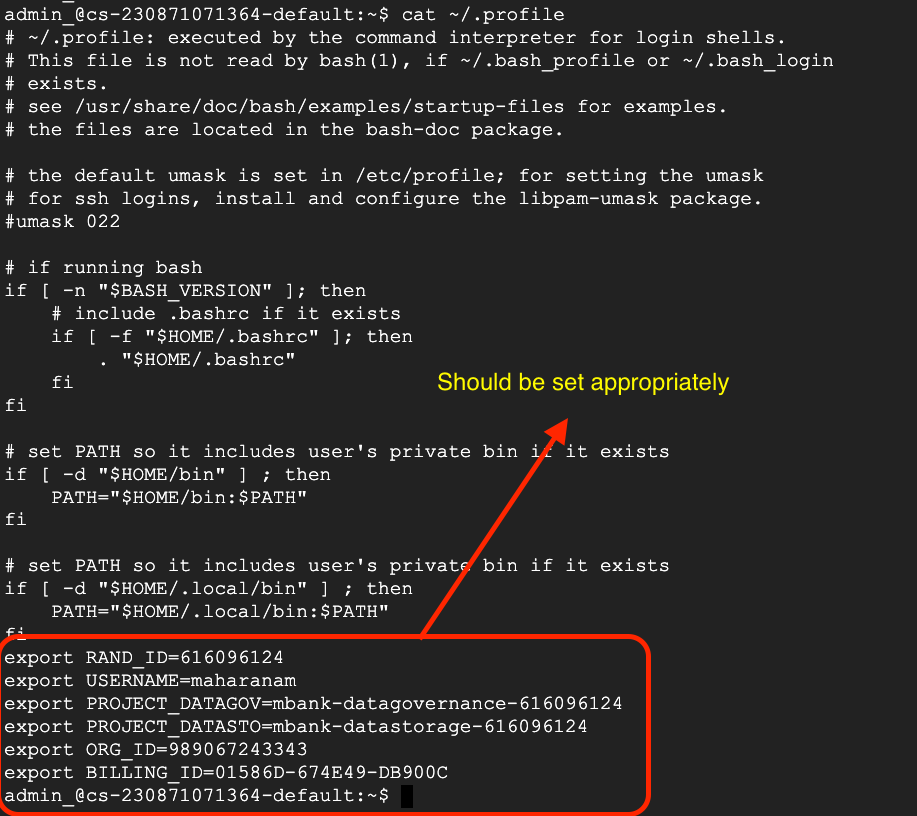 admin_@cs-230871071364-default:~$ cat ~/.profile
# ~/.profile: executed by the command interpreter for login shells.
# This file is not read by bash(1), if ~/.bash_profile or ~/.bash_login
# exists.
# see /usr/share/doc/bash/examples/startup-files for examples.
# the files are located in the bash-doc package.

# the default umask is set in /etc/profile; for setting the umask
# for ssh logins, install and configure the libpam-umask package.
#umask 022

# if running bash
if [ -n "$BASH_VERSION" ]; then
    # include .bashrc if it exists
    if [ -f "$HOME/.bashrc" ]; then
        . "$HOME/.bashrc"
    fi
Should be set appropriately
fi

# set PATH so it includes user's private bin if it exists
if [ -d "$HOME/bin" ] ; then
    PATH="$HOME/bin:$PATH"
fi

# set PATH so it includes user's private bin if it exists
if [ -d "$HOME/.local/bin" ] ; then
    PATH="$HOME/.local/bin:$PATH"
fi
export RAND_ID=616096124
export USERNAME=maharanam
export PROJECT_DATAGOV=mbank-datagovernance-616096124
export PROJECT_DATASTO=mbank-datastorage-616096124
export ORG_ID=989067243343
export BILLING_ID=01586D-674E49-DB900C
admin_@cs-230871071364-default:~$